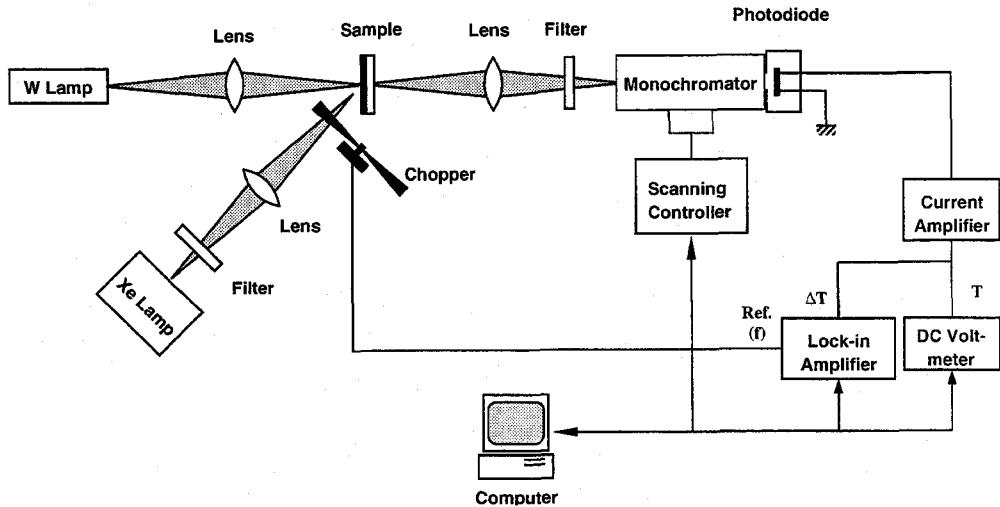 Photodiode
Lens
Sample
Lens
Filter
W Lamp
Monochromator
Chopper
Scanning
Controller
Current
Amplifier
Lens
Filter
Xe Lamp
ΔT
T
Ref.
(f)
Lock-in
Amplifier
DC Volt-
meter
Computer